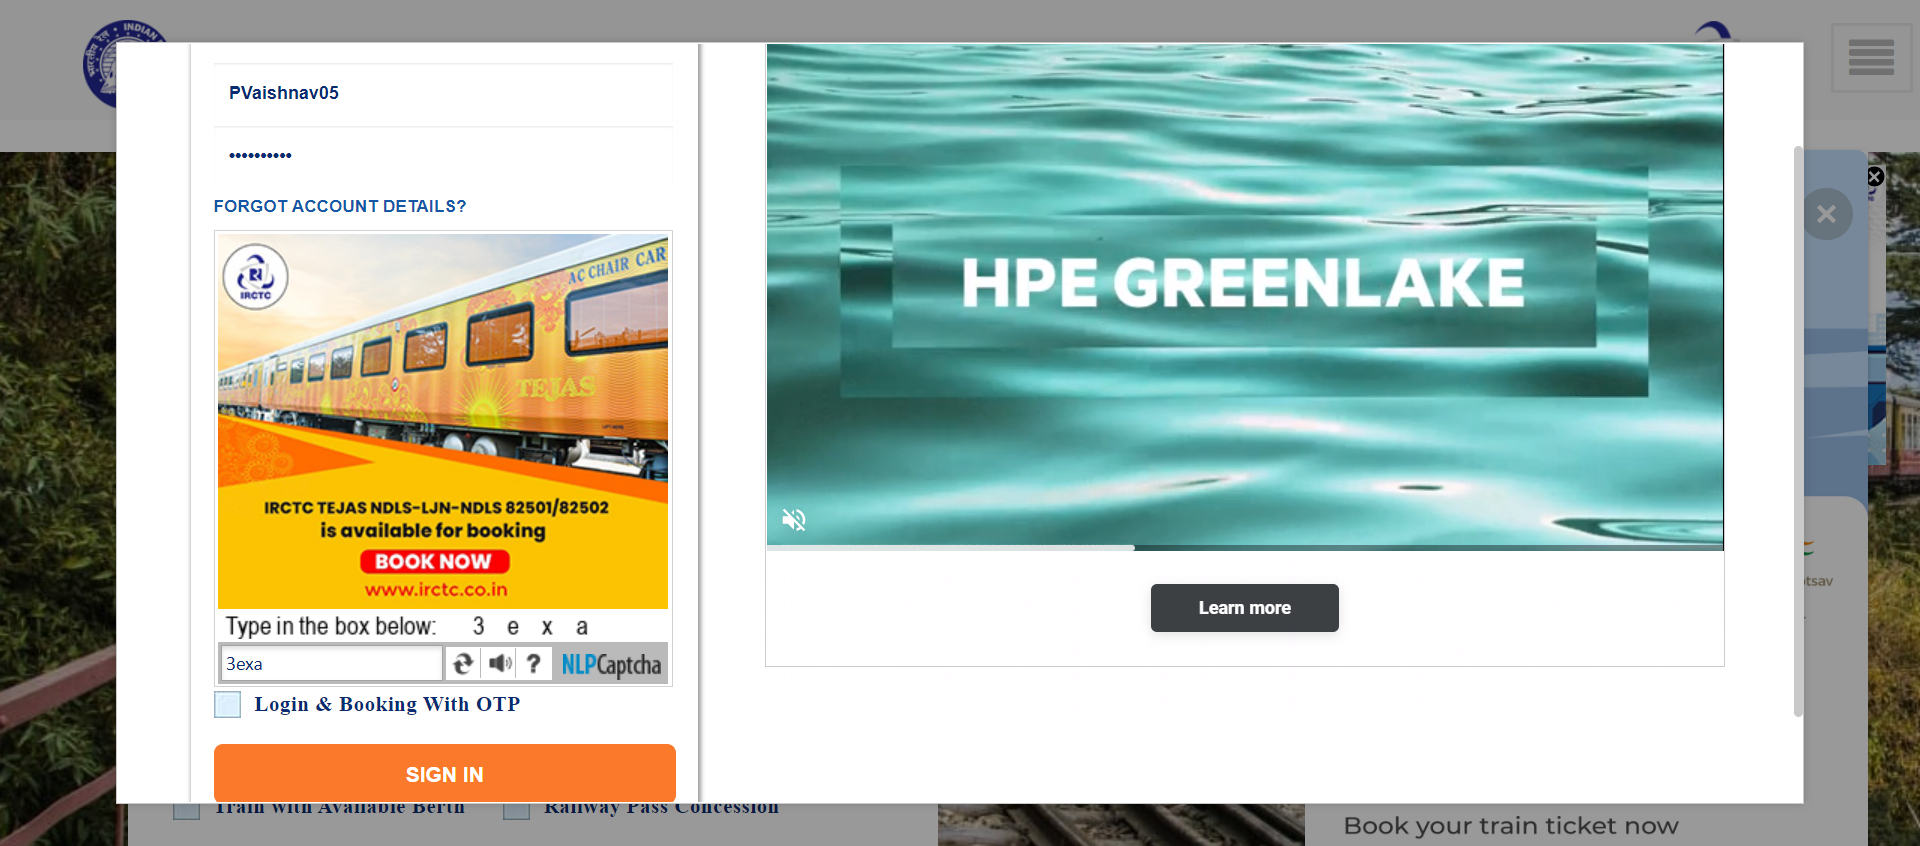 INDIAN
PVaishnav05
••••••••••
FORGOT ACCOUNT DETAILS?
IRCTC
AC CHAIR CAR
TEJAS
IRCTC TEJAS NDLS-LJN-NDLS 82501/82502
is available for booking
BOOK NOW
www.irctc.co.in
Type in the box below: 3 e x a
3exa
? NLPCaptcha
Login & Booking With OTP
SIGN IN
Train with Available Berth Railway Pass Concession
HPE GREENLAKE
Learn more
tsav
Book your train ticket now